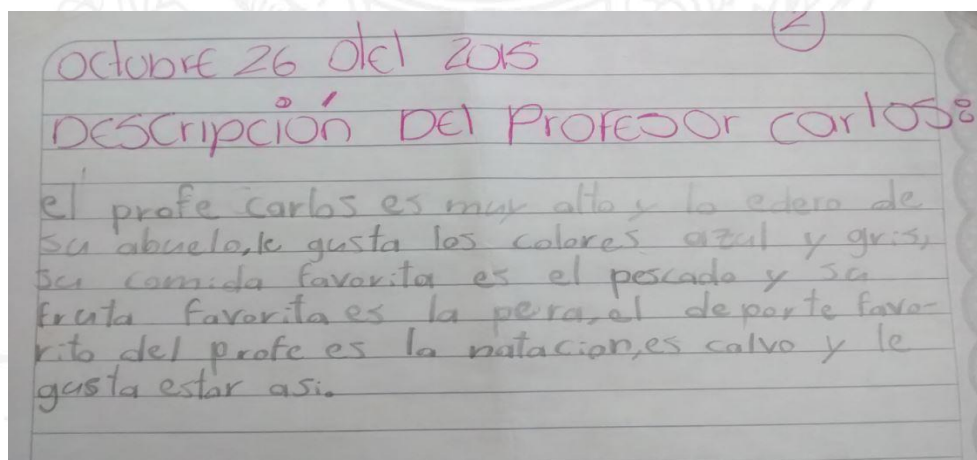 2
octubre 26 del 2015
Descripción Del Profesor carlos:
el profe carlos es muy alto y lo edero de
su abuelo, le gusta los colores azul y gris,
su comida favorita es el pescado y su
fruta favorita es la pera, el deporte favo-
rito del profe es la natacion, es calvo y le
gusta estar asi.